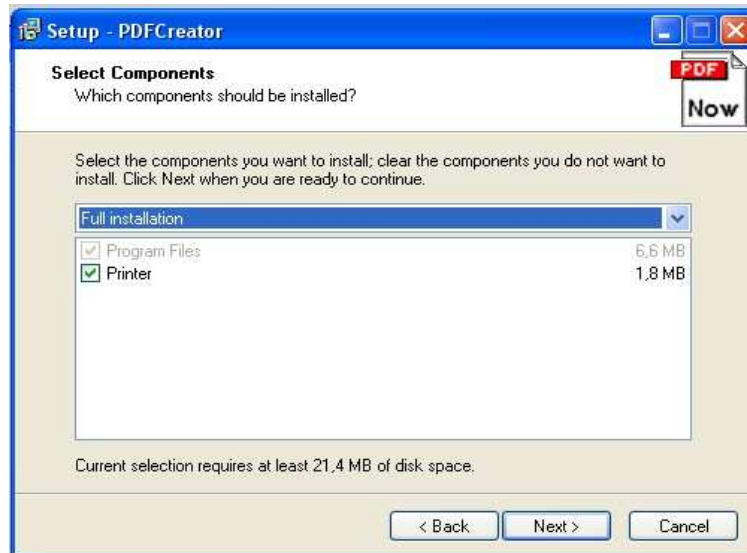 Setup - PDFCreator
Select Components
Which components should be installed?
PDF
Now
Select the components you want to install; clear the components you do not want to
install. Click Next when you are ready to continue.
Full installation
Program Files 6,6 MB
Printer 1,8 MB
Current selection requires at least 21,4 MB of disk space.
< Back Next > Cancel